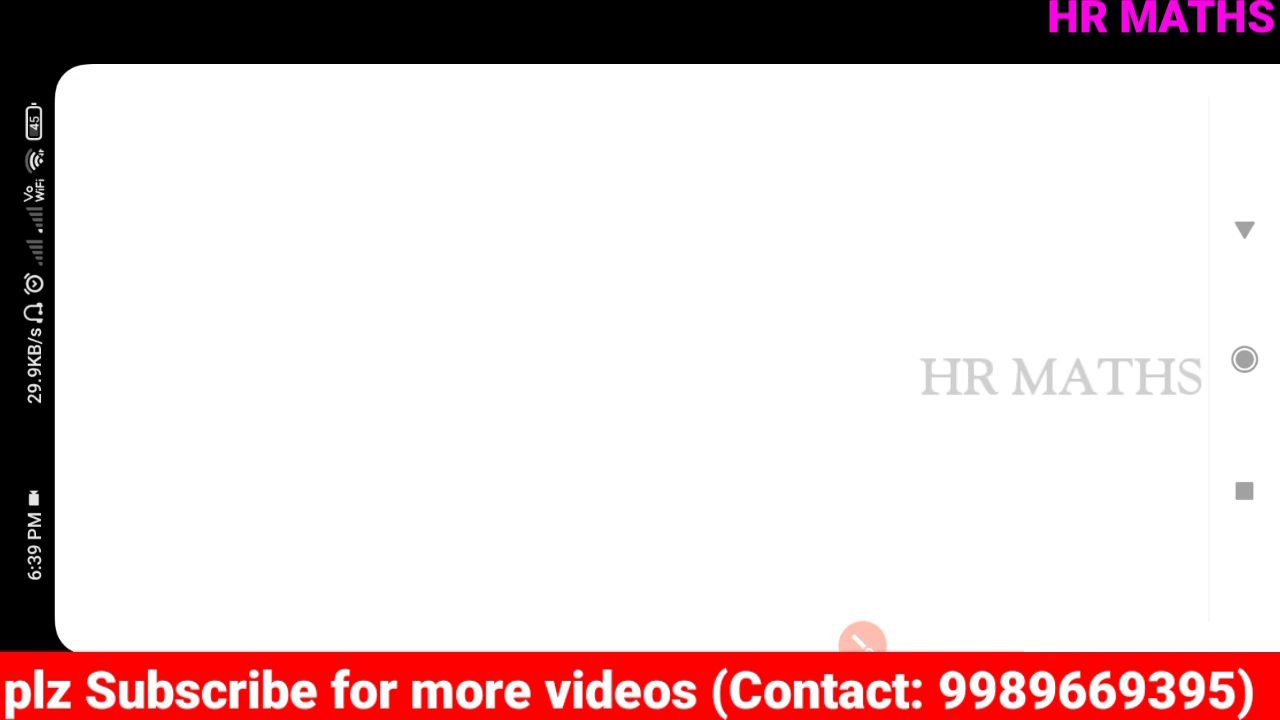 HR MATHS
45
Vo
WiFi
29.9KB/s
6:39 PM
HR MATHS
plz Subscribe for more videos (Contact: 9989669395)